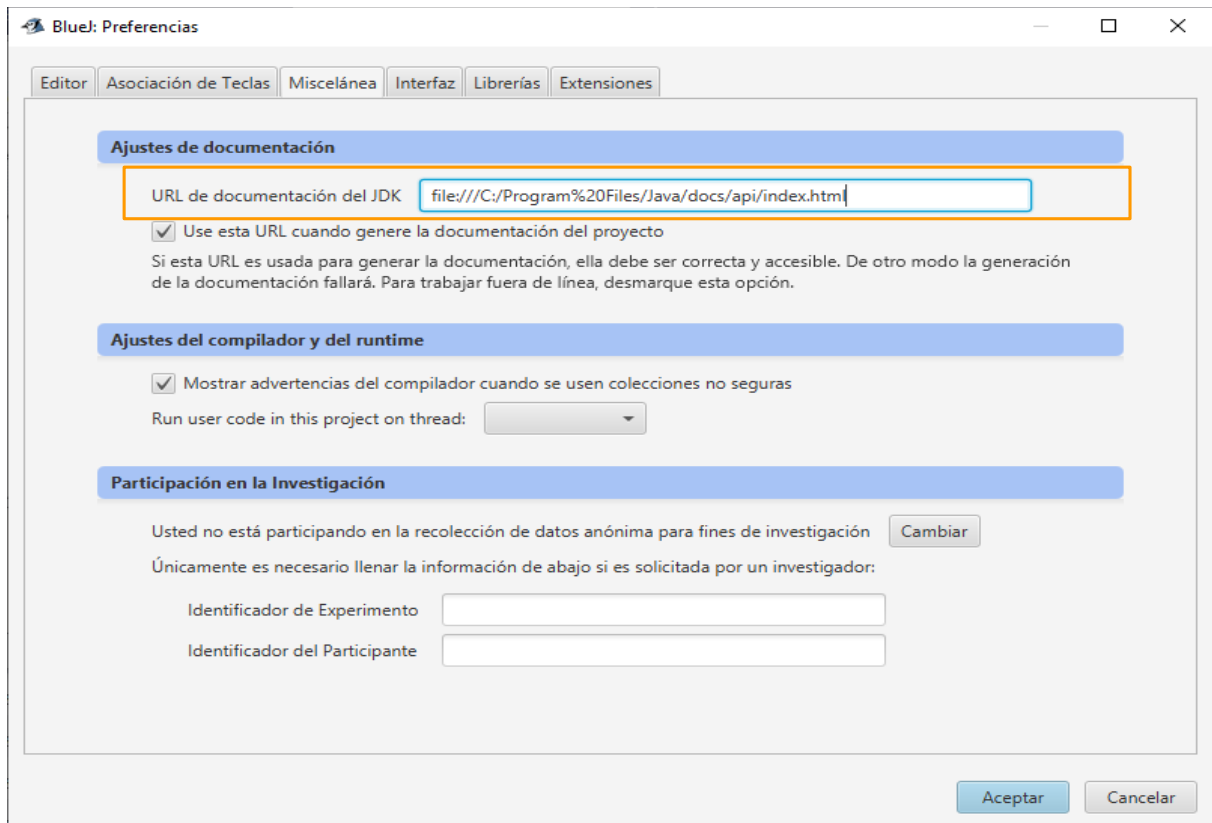 BlueJ: Preferencias
Editor Asociación de Teclas Miscelánea Interfaz Librerías Extensiones
Ajustes de documentación
URL de documentación del JDK file:///C:/Program%20Files/Java/docs/api/index.html
Use esta URL cuando genere la documentación del proyecto
Si esta URL es usada para generar la documentación, ella debe ser correcta y accesible. De otro modo la generación
de la documentación fallará. Para trabajar fuera de línea, desmarque esta opción.
Ajustes del compilador y del runtime
Mostrar advertencias del compilador cuando se usen colecciones no seguras
Run user code in this project on thread:
Participación en la Investigación
Usted no está participando en la recolección de datos anónima para fines de investigación Cambiar
Únicamente es necesario llenar la información de abajo si es solicitada por un investigador:
Identificador de Experimento
Identificador del Participante
Aceptar Cancelar